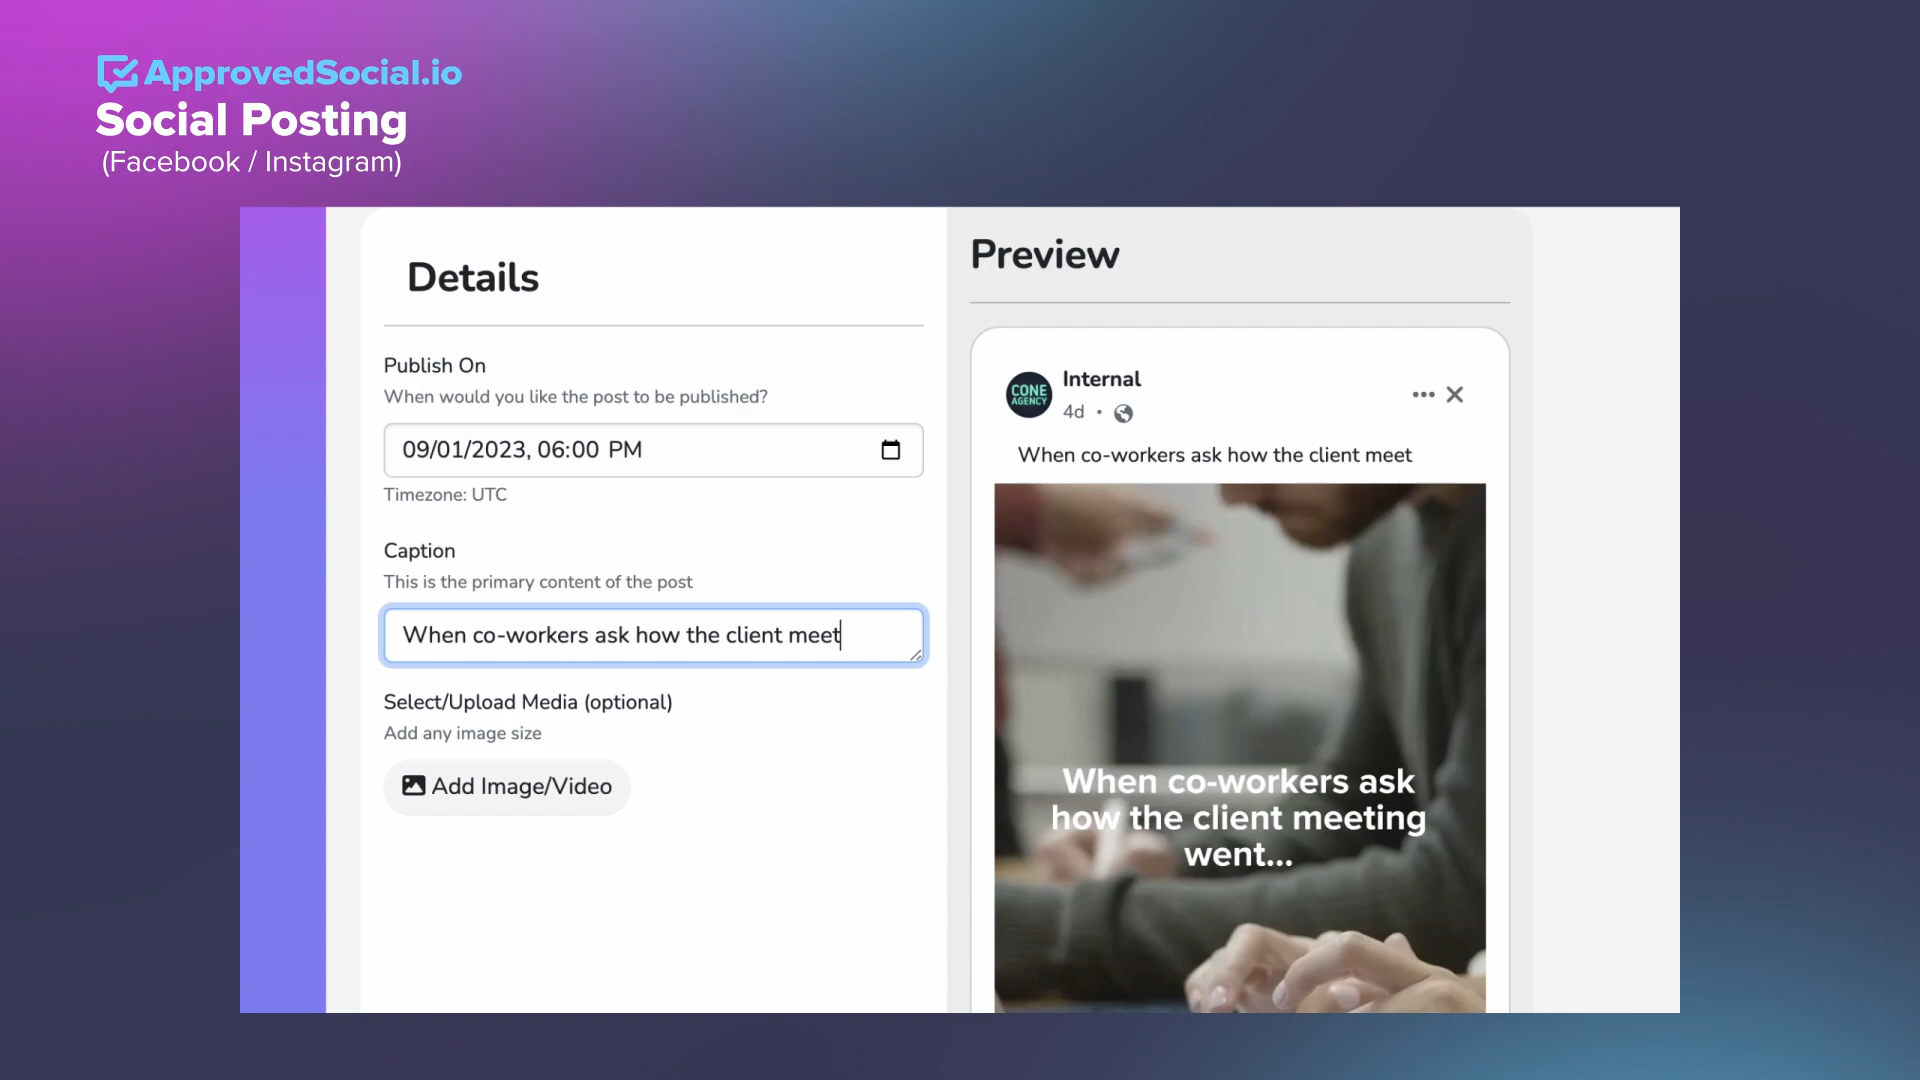 ApprovedSocial.io
Social Posting
(Facebook / Instagram)
Details
Publish On
When would you like the post to be published?
09/01/2023, 06:00 PM
Timezone: UTC
Caption
This is the primary content of the post
When co-workers ask how the client meet
Select/Upload Media (optional)
Add any image size
Add Image/Video
Preview
CONE
AGENCY
Internal
4d ·
When co-workers ask how the client meet
When co-workers ask
how the client meeting
went...